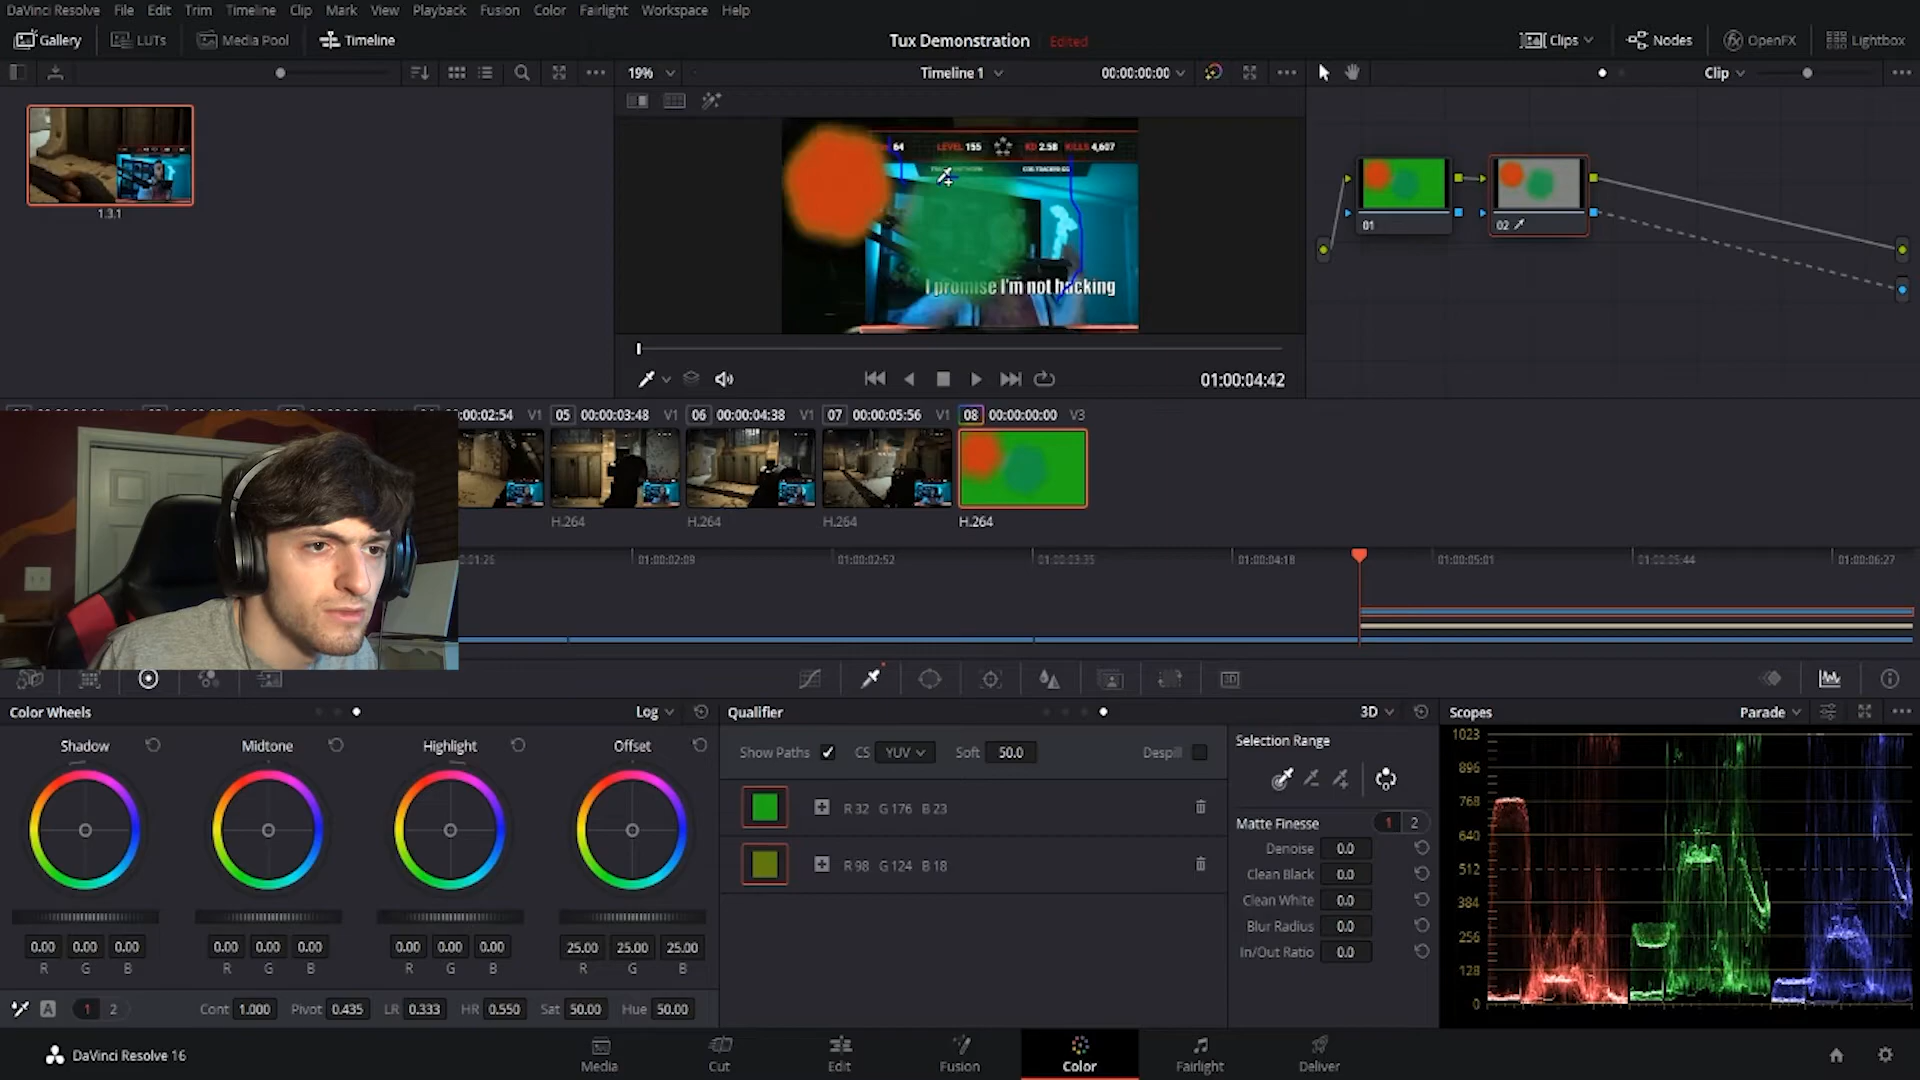 DaVinci Resolve File Edit Trim Timeline Clip Mark View Playback Fusion Color Fairlight Workspace Help
Gallery LUTs Media Pool Timeline Tux Demonstration Edited Clips Nodes OpenFX Lightbox
19% Timeline 1 00:00:00:00 Clip
1.3.1
64 LEVEL 155 KD 2.58 KILLS 4,607
I promise I'm not hacking
01 02
01:00:04:42
00:00:02:54 V1 05 00:00:03:48 V1 06 00:00:04:38 V1 07 00:00:05:56 V1 08 00:00:00:00 V3
H.264 H.264 H.264 H.264
01:00:02:09 01:00:02:52 01:00:03:35 01:00:04:18 01:00:05:01 01:00:05:44 01:00:06:27
Color Wheels Log Qualifier 3D Scopes Parade
Shadow Midtone Highlight Offset
Show Paths CS YUV Soft 50.0 Despill
Selection Range
R 32 G 176 B 23
R 98 G 124 B 18
Matte Finesse 1 2
Denoise 0.0
Clean Black 0.0
Clean White 0.0
Blur Radius 0.0
In/Out Ratio 0.0
1023
896
768
640
512
384
256
128
0
0.00 0.00 0.00 0.00 0.00 0.00 0.00 0.00 0.00 25.00 25.00 25.00
R G B R G B R G B R G B
A 1 2 Cont 1.000 Pivot 0.435 LR 0.333 HR 0.550 Sat 50.00 Hue 50.00
DaVinci Resolve 16 Media Cut Edit Fusion Color Fairlight Deliver